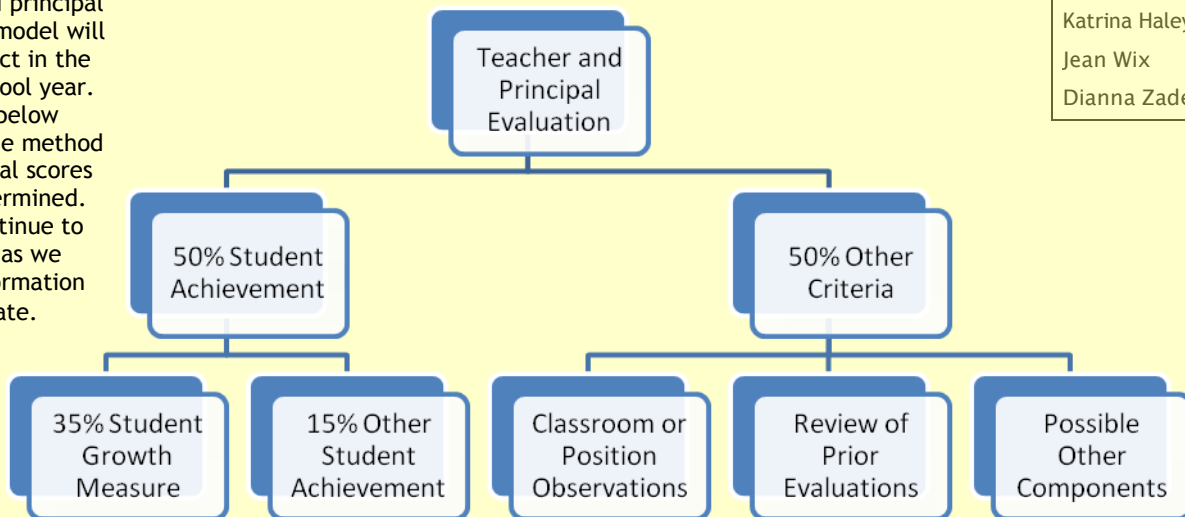 principal
model will
ct in the
ool year.
below
e method
al scores
ermined.
tinue to
as we
ormation
ate.
Teacher and
Principal
Evaluation
Katrina Haley
Jean Wix
Dianna Zade
50% Student
Achievement
50% Other
Criteria
35% Student
Growth
Measure
15% Other
Student
Achievement
Classroom or
Position
Observations
Review of
Prior
Evaluations
Possible
Other
Components